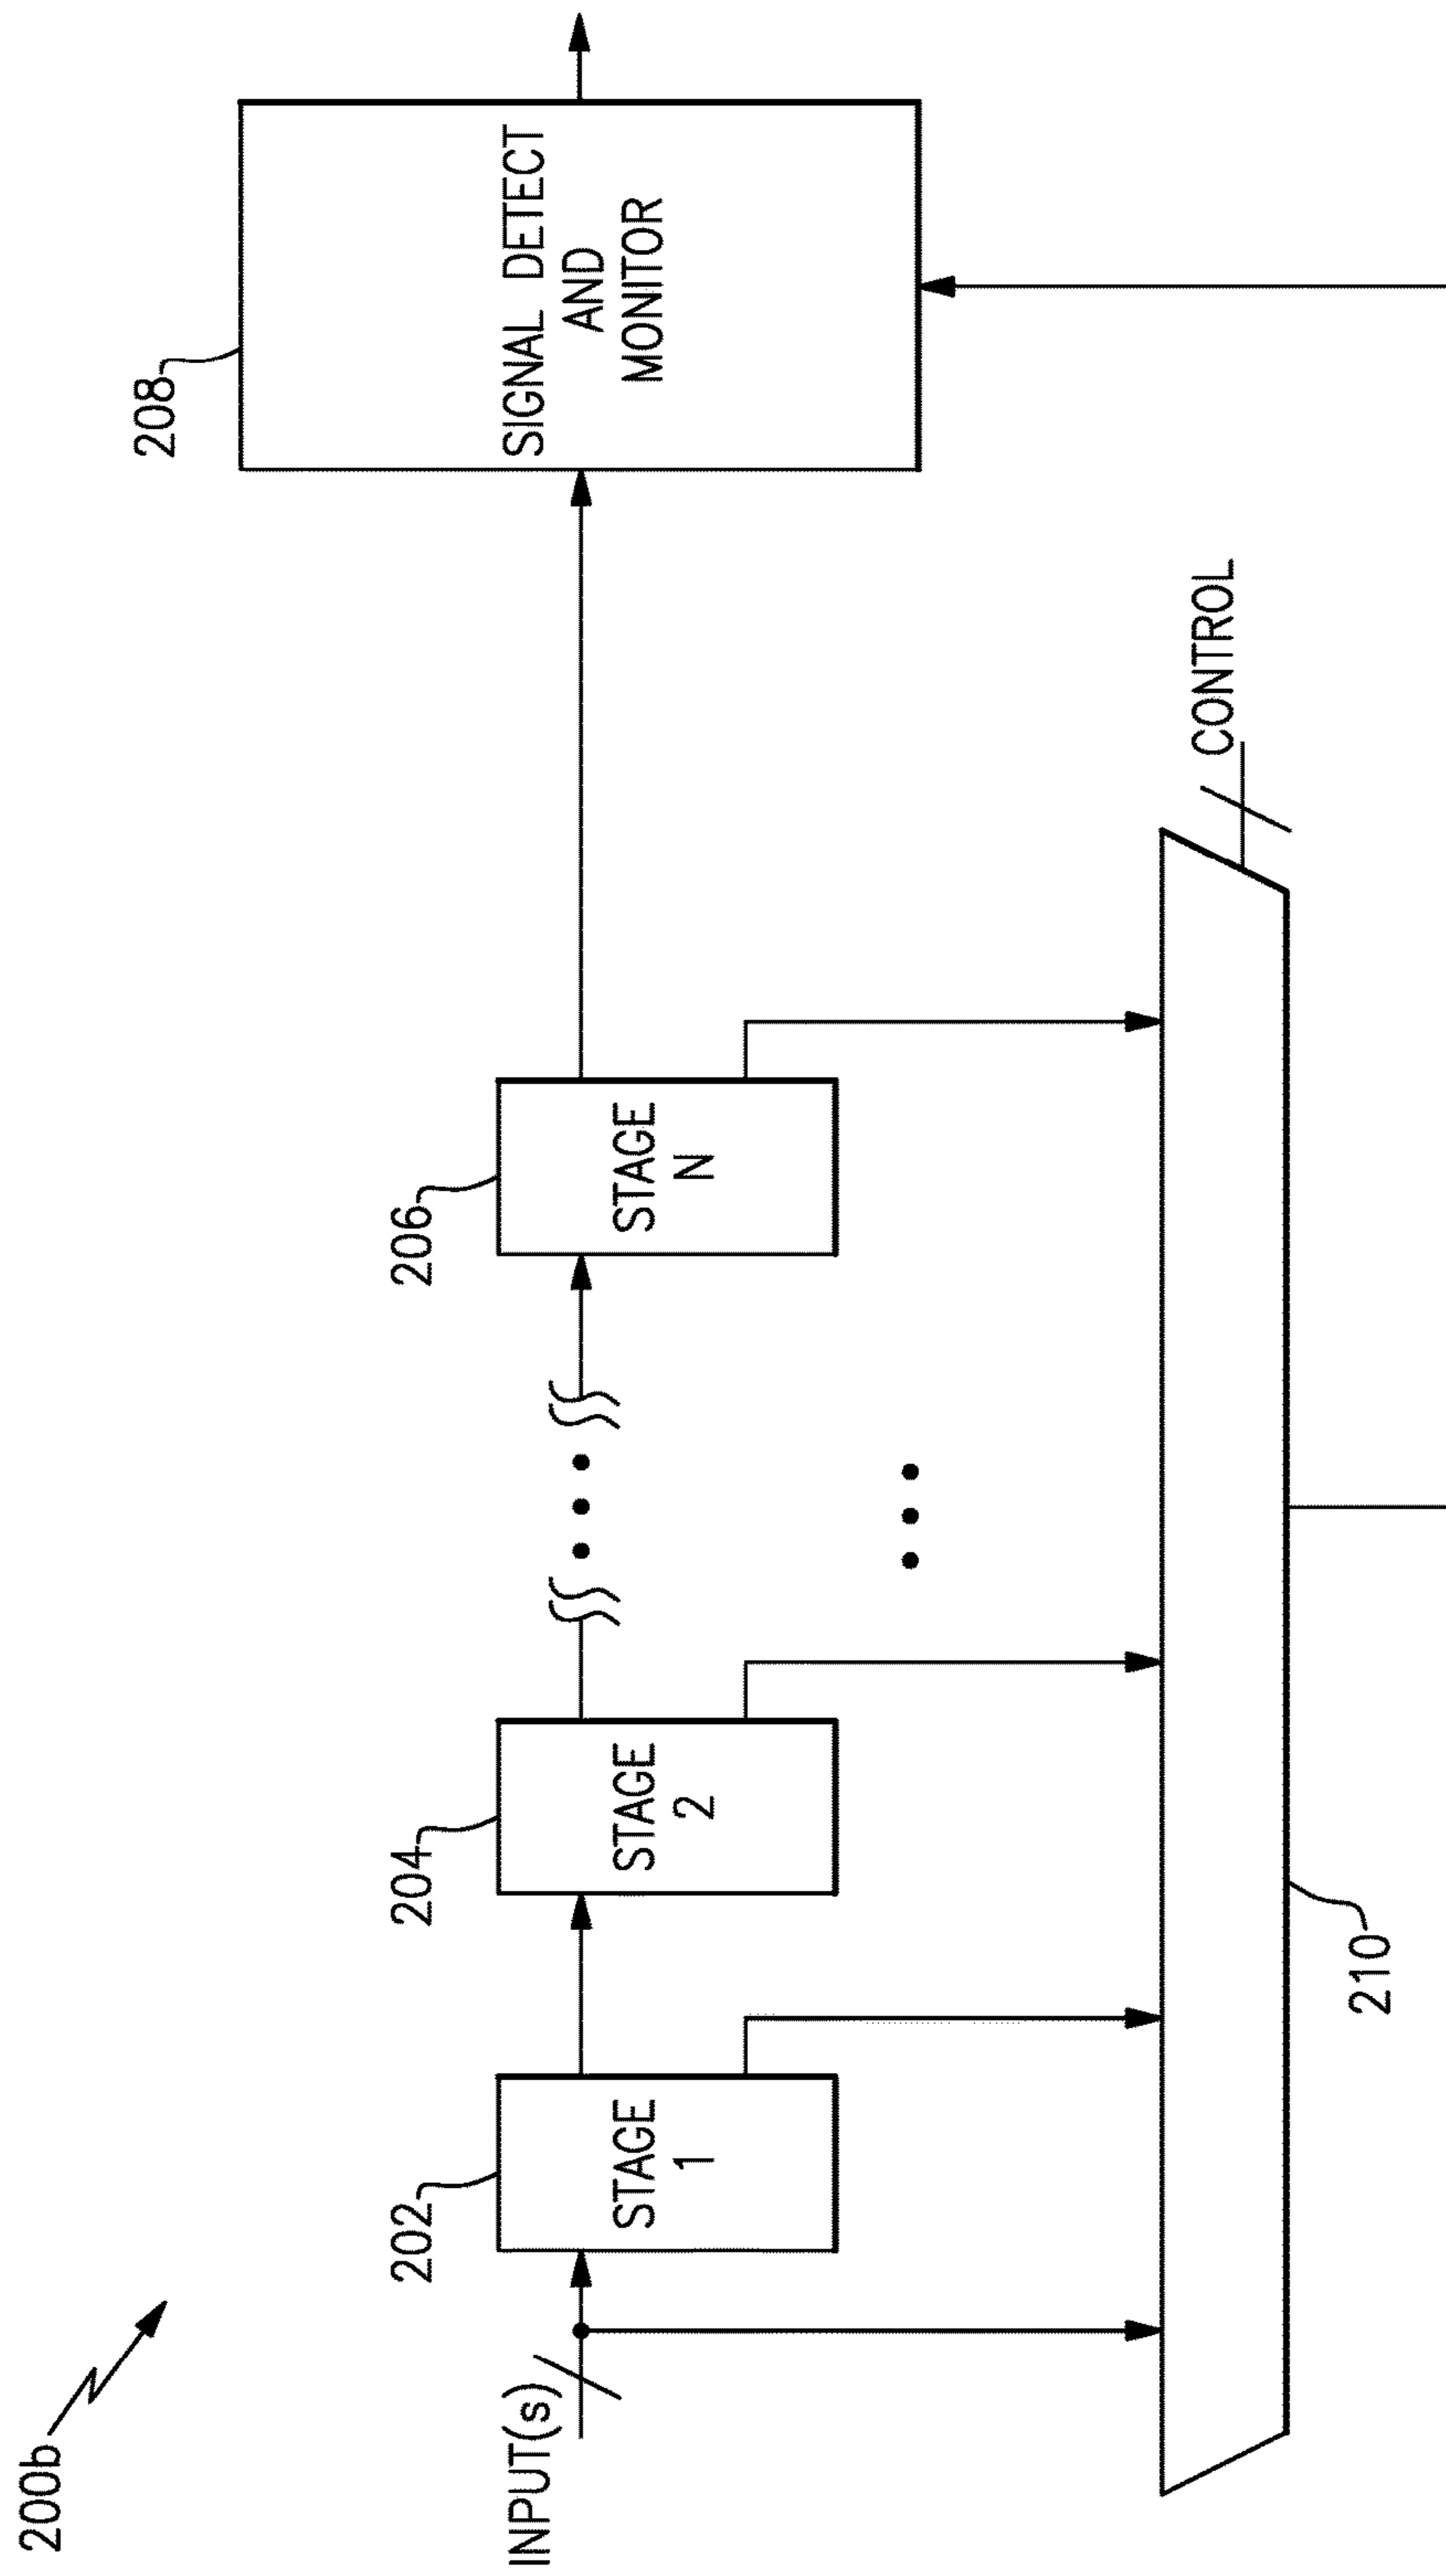 200b
208
SIGNAL DETECT
AND
MONITOR
202
204
206
INPUT(s)
STAGE
1
STAGE
2
STAGE
N
CONTROL
210